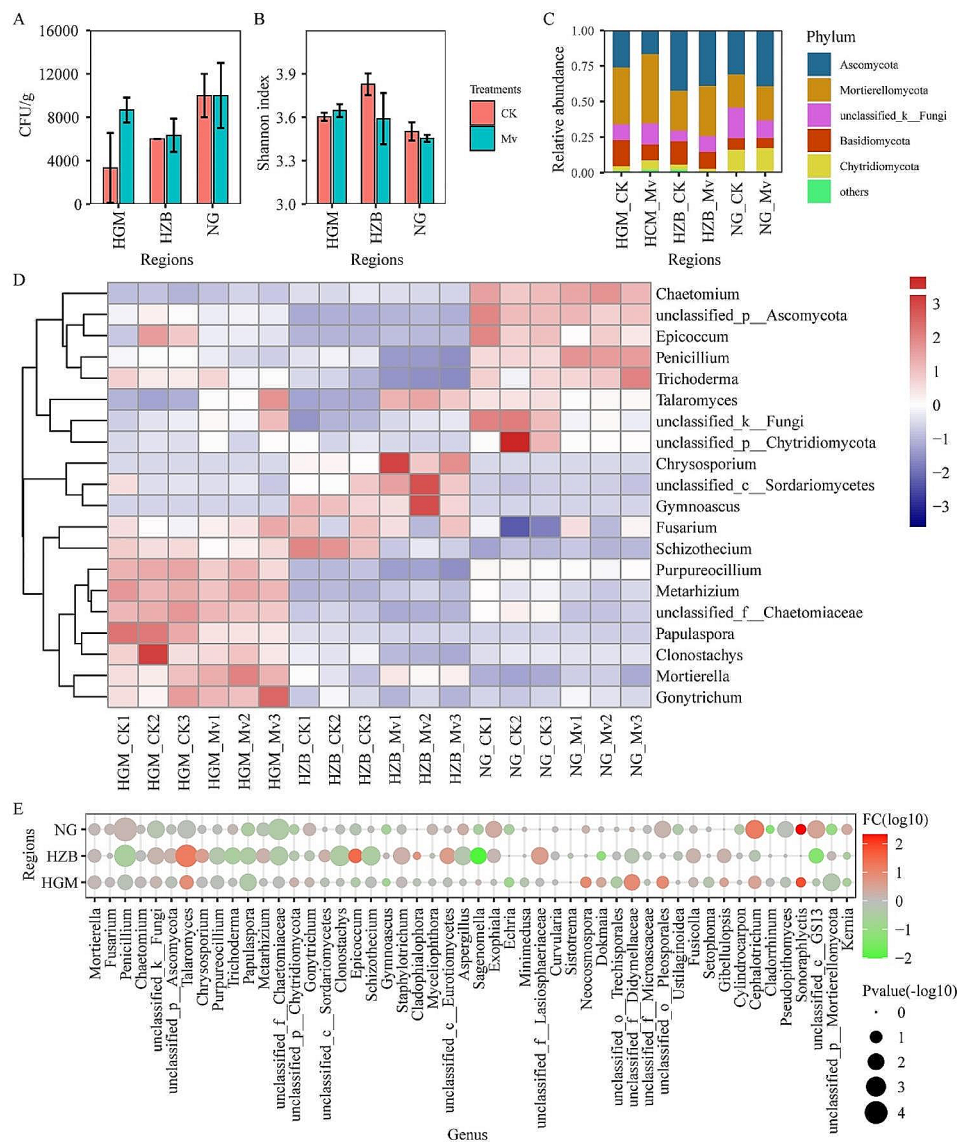 A
16000
12000
8000
4000
0
CFU/g
HGM
HZB
NG
Regions
B
3.9
3.6
3.3
3.0
Shannon index
HGM
HZB
NG
Regions
Treatments
CK
Mv
C
1.00
0.75
0.50
0.25
0.00
Relative abundance
HGM_CK
HCM_Mv
HZB_CK
HZB_Mv
NG_CK
NG_Mv
Regions
Phylum
Ascomycota
Mortierellomycota
unclassified_k__Fungi
Basidiomycota
Chytridiomycota
others
D
Chaetomium
unclassified_p__Ascomycota
Epicoccum
Penicillium
Trichoderma
Talaromyces
unclassified_k__Fungi
unclassified_p__Chytridiomycota
Chrysosporium
unclassified_c__Sordariomycetes
Gymnoascus
Fusarium
Schizothecium
Purpureocillium
Metarhizium
unclassified_f__Chaetomiaceae
Papulaspora
Clonostachys
Mortierella
Gonytrichum
3
2
1
0
−1
−2
−3
HGM_CK1
HGM_CK2
HGM_CK3
HGM_Mv1
HGM_Mv2
HGM_Mv3
HZB_CK1
HZB_CK2
HZB_CK3
HZB_Mv1
HZB_Mv2
HZB_Mv3
NG_CK1
NG_CK2
NG_CK3
NG_Mv1
NG_Mv2
NG_Mv3
E
NG
HZB
HGM
Regions
Mortierella
Fusarium
Penicillium
Chaetomium
unclassified_k__Fungi
unclassified_p__Ascomycota
Talaromyces
Chrysosporium
Purpureocillium
Trichoderma
Papulaspora
Metarhizium
unclassified_f__Chaetomiaceae
unclassified_p__Chytridiomycota
Gonytrichum
unclassified_c__Sordariomycetes
Clonostachys
Epicoccum
Schizothecium
Gymnoascus
Staphylotrichum
Cladophialophora
Myceliophthora
unclassified_c__Eurotiomycetes
Aspergillus
Sagenomella
Exophiala
Echria
Minimedusa
unclassified_f__Lasiosphaeriaceae
Curvularia
Sistotrema
Neocosmospora
Dokmaia
unclassified_o__Trechisporales
unclassified_f__Didymellaceae
unclassified_f__Microascaceae
unclassified_o__Pleosporales
Ustilaginoidea
Fusicolla
Setophoma
Gibellulopsis
Cylindrocarpon
Cephalotrichum
Cladorrhinum
Pseudopithomyces
Sonoraphlyctis
unclassified_c__GS13
unclassified_p__Mortierellomycota
Kernia
Genus
FC(log10)
2
1
0
−1
−2
Pvalue(-log10)
0
1
2
3
4